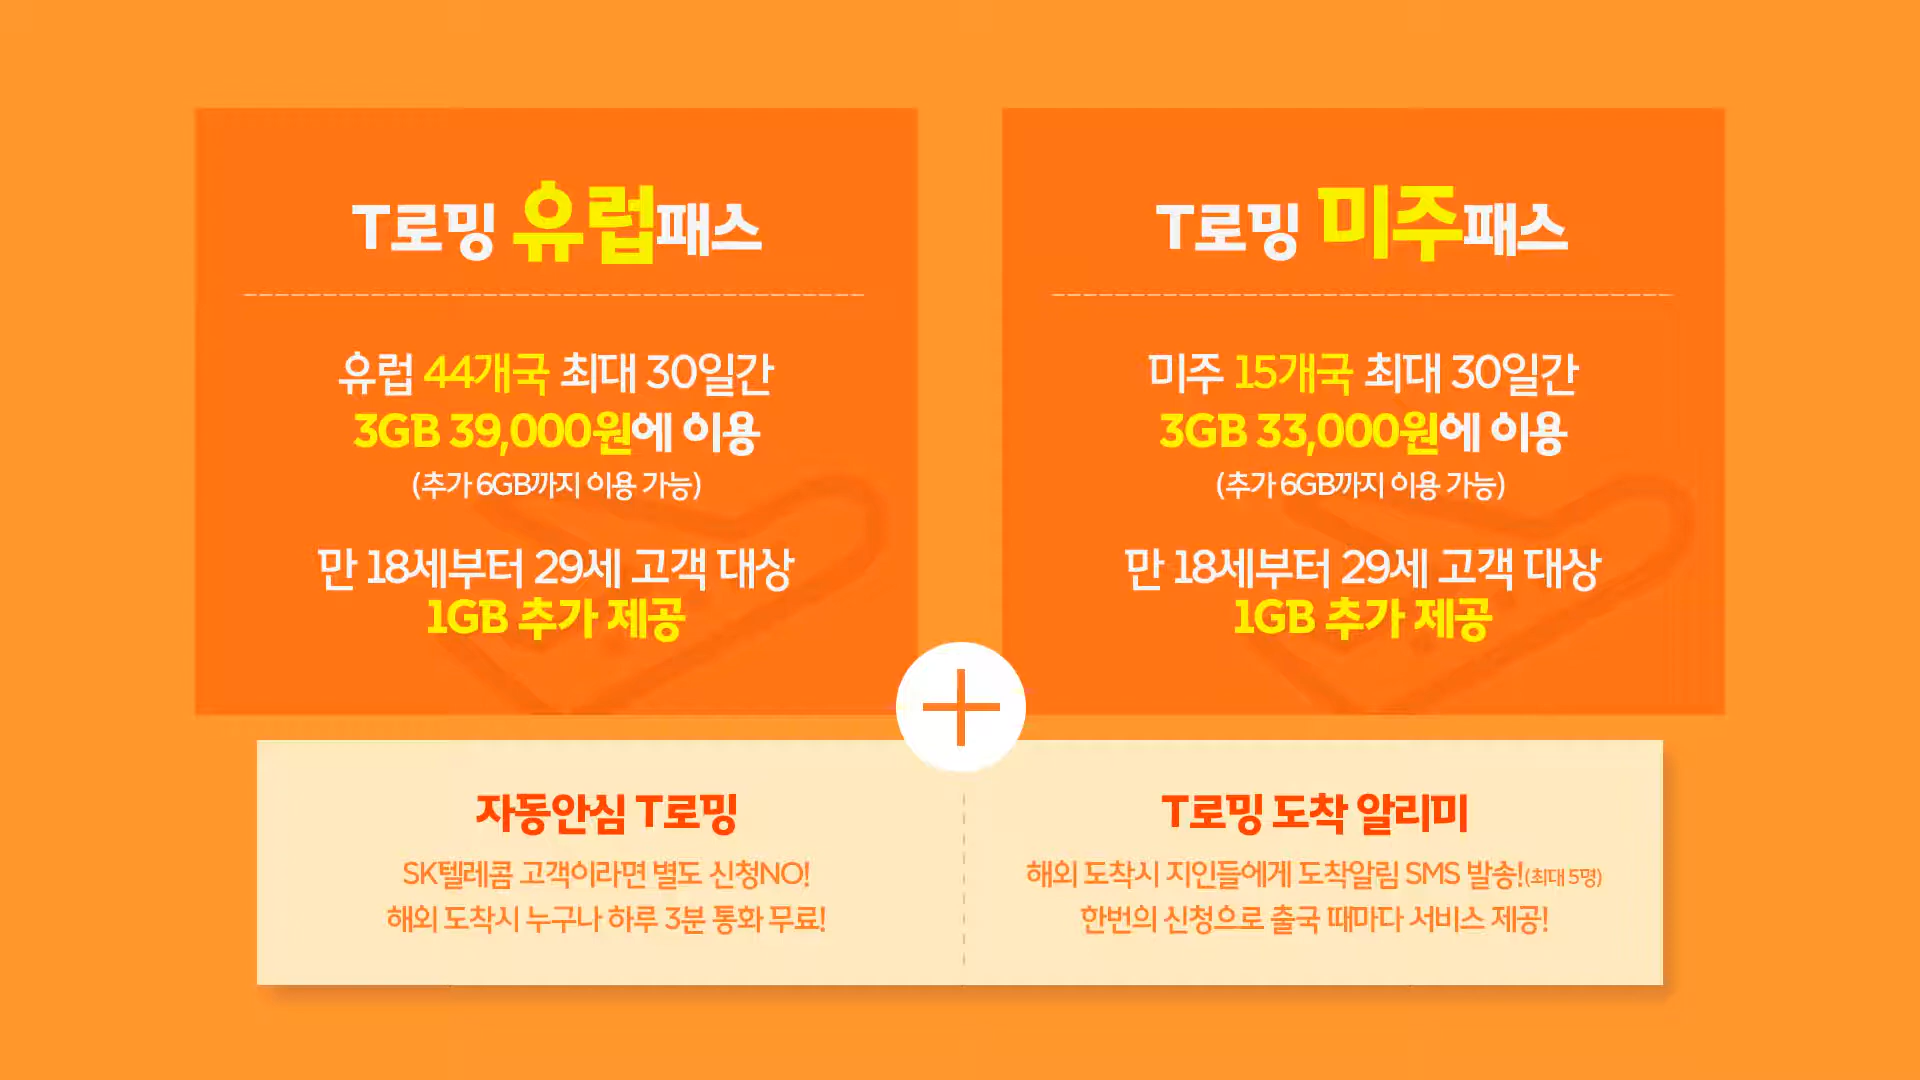 T로밍 유럽패스
유럽 44개국 최대 30일간
3GB 39,000원에 이용
(추가 6GB까지 이용 가능)
만 18세부터 29세 고객 대상
1GB 추가 제공
T로밍 미주패스
미주 15개국 최대 30일간
3GB 33,000원에 이용
(추가 6GB까지 이용 가능)
만 18세부터 29세 고객 대상
1GB 추가 제공
자동안심 T로밍
SK텔레콤 고객이라면 별도 신청NO!
해외 도착시 누구나 하루 3분 통화 무료!
T로밍 도착 알리미
해외 도착시 지인들에게 도착알림 SMS 발송!(최대 5명)
한번의 신청으로 출국 때마다 서비스 제공!